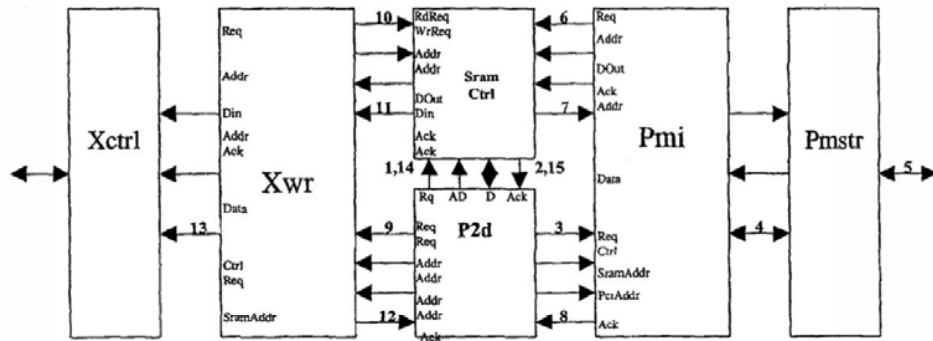 Xctrl
13
Req
Addr
Din
Addr
Ack
Xwr
Data
Ctrl
Req
SramAddr
10
11
9
12
RdReq
WrReq
Addr
Addr
Sram
Ctrl
DOut
Din
Ack
Ack
1,14
2,15
Rq AD D Ack
P2d
Req
Req
Addr
Addr
Addr
Addr
Ack
6
7
3
8
Req
Addr
DOut
Ack
Addr
Pmi
Data
Req
Ctrl
SramAddr
PciAddr
Ack
4
Pmstr
5